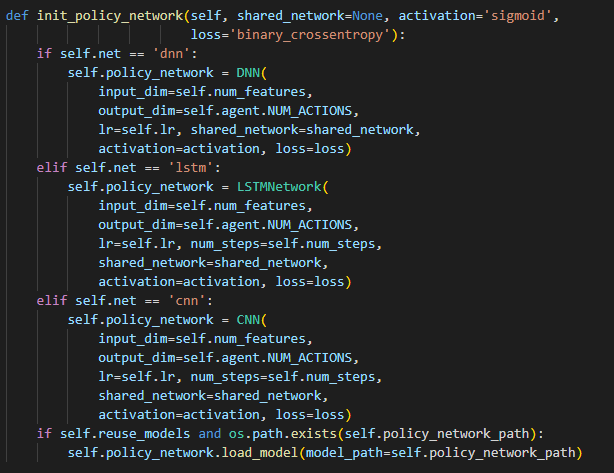 def init_policy_network(self, shared_network=None, activation='sigmoid',
                        loss='binary_crossentropy'):
    if self.net == 'dnn':
        self.policy_network = DNN(
            input_dim=self.num_features,
            output_dim=self.agent.NUM_ACTIONS,
            lr=self.lr, shared_network=shared_network,
            activation=activation, loss=loss)
    elif self.net == 'lstm':
        self.policy_network = LSTMNetwork(
            input_dim=self.num_features,
            output_dim=self.agent.NUM_ACTIONS,
            lr=self.lr, num_steps=self.num_steps,
            shared_network=shared_network,
            activation=activation, loss=loss)
    elif self.net == 'cnn':
        self.policy_network = CNN(
            input_dim=self.num_features,
            output_dim=self.agent.NUM_ACTIONS,
            lr=self.lr, num_steps=self.num_steps,
            shared_network=shared_network,
            activation=activation, loss=loss)
    if self.reuse_models and os.path.exists(self.policy_network_path):
        self.policy_network.load_model(model_path=self.policy_network_path)